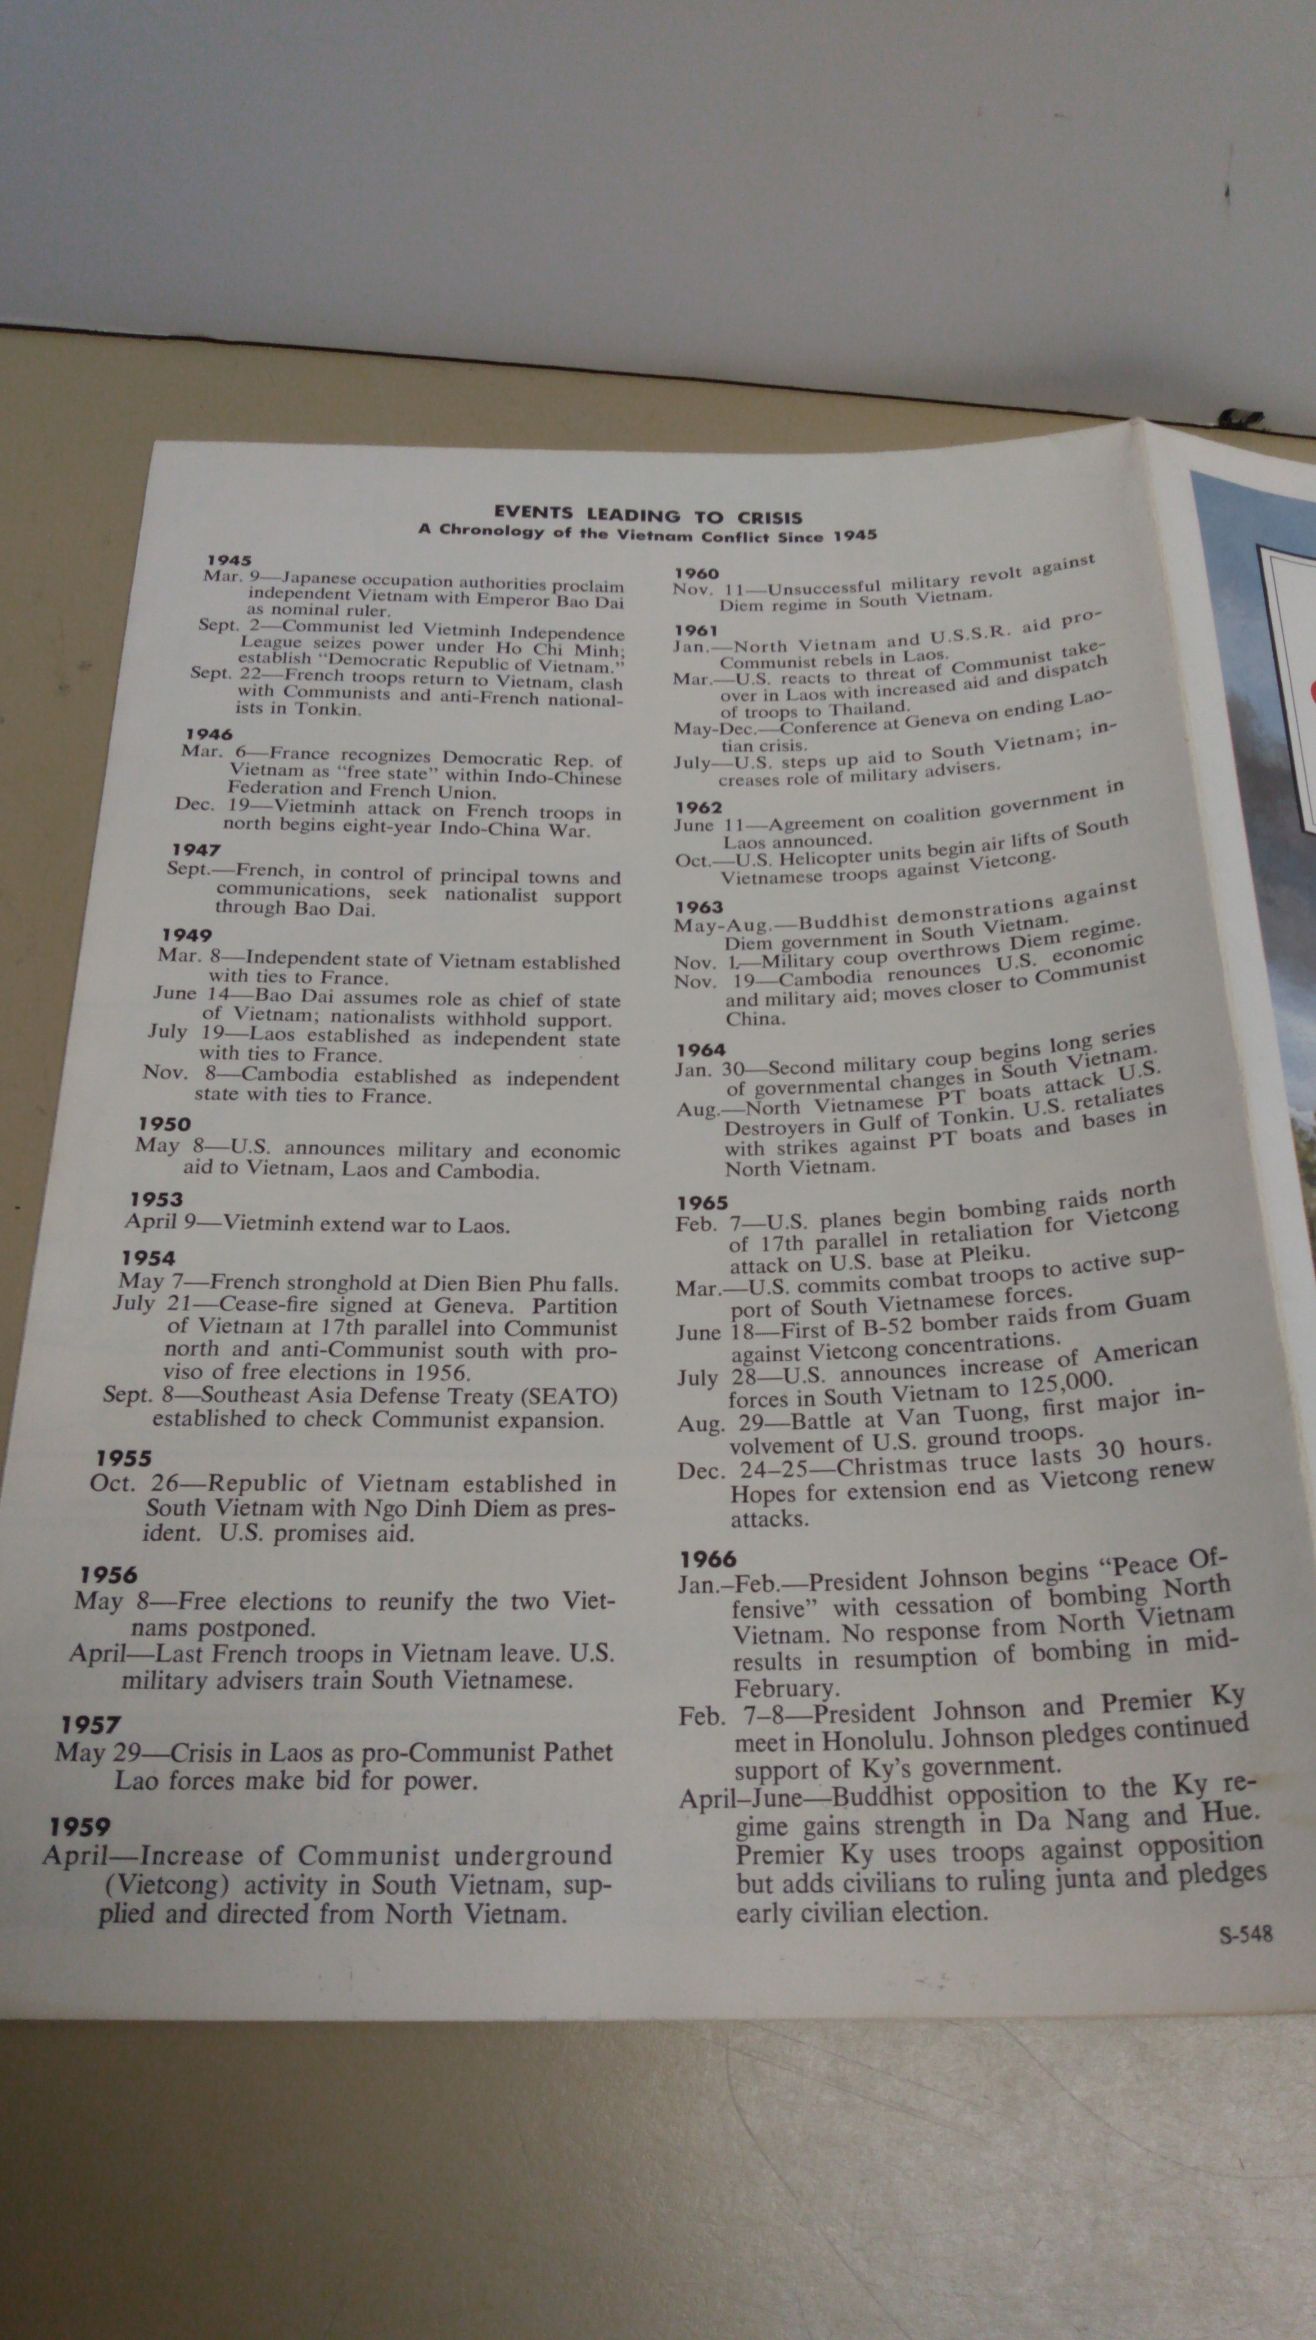 EVENTS LEADING TO CRISIS
A Chronology of the Vietnam Conflict Since 1945
1945
Mar. 9—Japanese occupation authorities proclaim
independent Vietnam with Emperor Bao Dai
as nominal ruler.
Sept. 2—Communist led Vietminh Independence
League seizes power under Ho Chi Minh;
establish "Democratic Republic of Vietnam."
Sept. 22—French troops return to Vietnam, clash
with Communists and anti-French national-
ists in Tonkin.
1946
Mar. 6—France recognizes Democratic Rep. of
Vietnam as "free state" within Indo-Chinese
Federation and French Union.
Dec. 19—Vietminh attack on French troops in
north begins eight-year Indo-China War.
1947
Sept.—French, in control of principal towns and
communications, seek nationalist support
through Bao Dai.
1949
Mar. 8—Independent state of Vietnam established
with ties to France.
June 14—Bao Dai assumes role as chief of state
of Vietnam; nationalists withhold support.
July 19—Laos established as independent state
with ties to France.
Nov. 8—Cambodia established as independent
state with ties to France.
1950
May 8—U.S. announces military and economic
aid to Vietnam, Laos and Cambodia.
1953
April 9—Vietminh extend war to Laos.
1954
May 7—French stronghold at Dien Bien Phu falls.
July 21—Cease-fire signed at Geneva. Partition
of Vietnam at 17th parallel into Communist
north and anti-Communist south with pro-
viso of free elections in 1956.
Sept. 8—Southeast Asia Defense Treaty (SEATO)
established to check Communist expansion.
1955
Oct. 26—Republic of Vietnam established in
South Vietnam with Ngo Dinh Diem as pres-
ident. U.S. promises aid.
1956
May 8—Free elections to reunify the two Viet-
nams postponed.
April—Last French troops in Vietnam leave. U.S.
military advisers train South Vietnamese.
1957
May 29—Crisis in Laos as pro-Communist Pathet
Lao forces make bid for power.
1959
April—Increase of Communist underground
(Vietcong) activity in South Vietnam, sup-
plied and directed from North Vietnam.
1960
Nov. 11—Unsuccessful military revolt against
Diem regime in South Vietnam.
1961
Jan.—North Vietnam and U.S.S.R. aid pro-
Communist rebels in Laos.
Mar.—U.S. reacts to threat of Communist take-
over in Laos with increased aid and dispatch
of troops to Thailand.
May-Dec.—Conference at Geneva on ending Lao-
tian crisis.
July—U.S. steps up aid to South Vietnam; in-
creases role of military advisers.
1962
June 11—Agreement on coalition government in
Laos announced.
Oct.—U.S. Helicopter units begin air lifts of South
Vietnamese troops against Vietcong.
1963
May-Aug.—Buddhist demonstrations against
Diem government in South Vietnam.
Nov. 1—Military coup overthrows Diem regime.
Nov. 19—Cambodia renounces U.S. economic
and military aid; moves closer to Communist
China.
1964
Jan. 30—Second military coup begins long series
of governmental changes in South Vietnam.
Aug.—North Vietnamese PT boats attack U.S.
Destroyers in Gulf of Tonkin. U.S. retaliates
with strikes against PT boats and bases in
North Vietnam.
1965
Feb. 7—U.S. planes begin bombing raids north
of 17th parallel in retaliation for Vietcong
attack on U.S. base at Pleiku.
Mar.—U.S. commits combat troops to active sup-
port of South Vietnamese forces.
June 18—First of B-52 bomber raids from Guam
against Vietcong concentrations.
July 28—U.S. announces increase of American
forces in South Vietnam to 125,000.
Aug. 29—Battle at Van Tuong, first major in-
volvement of U.S. ground troops.
Dec. 24–25—Christmas truce lasts 30 hours.
Hopes for extension end as Vietcong renew
attacks.
1966
Jan.–Feb.—President Johnson begins "Peace Of-
fensive" with cessation of bombing North
Vietnam. No response from North Vietnam
results in resumption of bombing in mid-
February.
Feb. 7–8—President Johnson and Premier Ky
meet in Honolulu. Johnson pledges continued
support of Ky's government.
April–June—Buddhist opposition to the Ky re-
gime gains strength in Da Nang and Hue.
Premier Ky uses troops against opposition
but adds civilians to ruling junta and pledges
early civilian election.
S-548